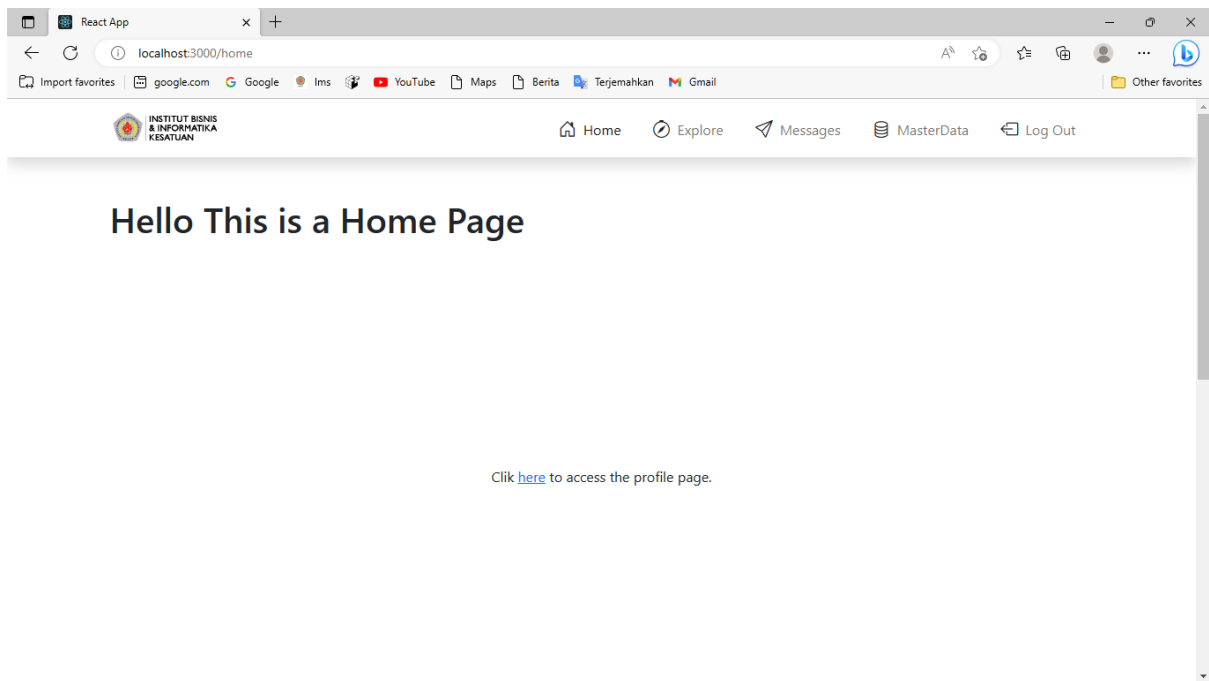 React App
localhost:3000/home
Import favorites google.com Google Ims YouTube Maps Berita Terjemahkan Gmail Other favorites
INSTITUT BISNIS
& INFORMATIKA
KESATUAN
Home Explore Messages MasterData Log Out
Hello This is a Home Page
Clik here to access the profile page.